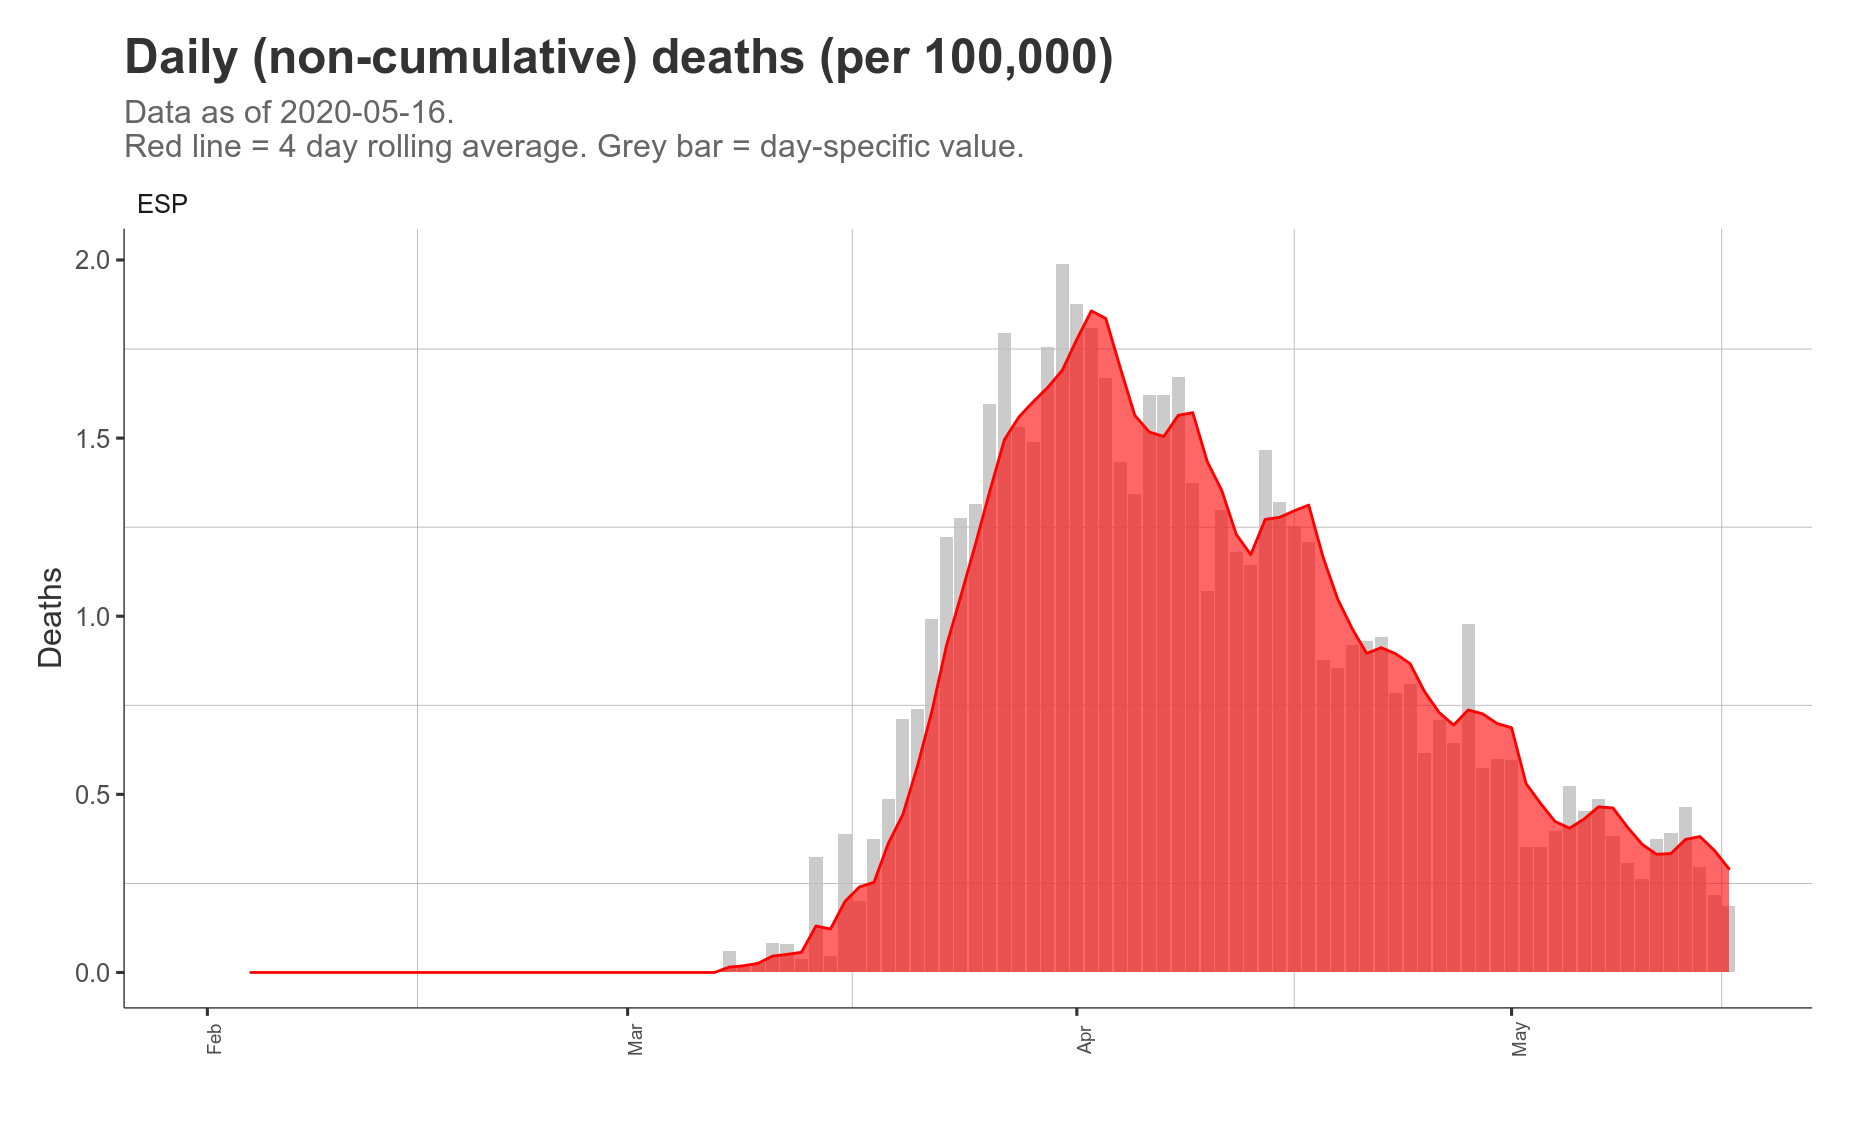 Daily (non-cumulative) deaths (per 100,000)
Data as of 2020-05-16.
Red line = 4 day rolling average. Grey bar = day-specific value.
ESP
2.0
1.5
1.0
0.5
0.0
Deaths
Feb
Mar
Apr
May